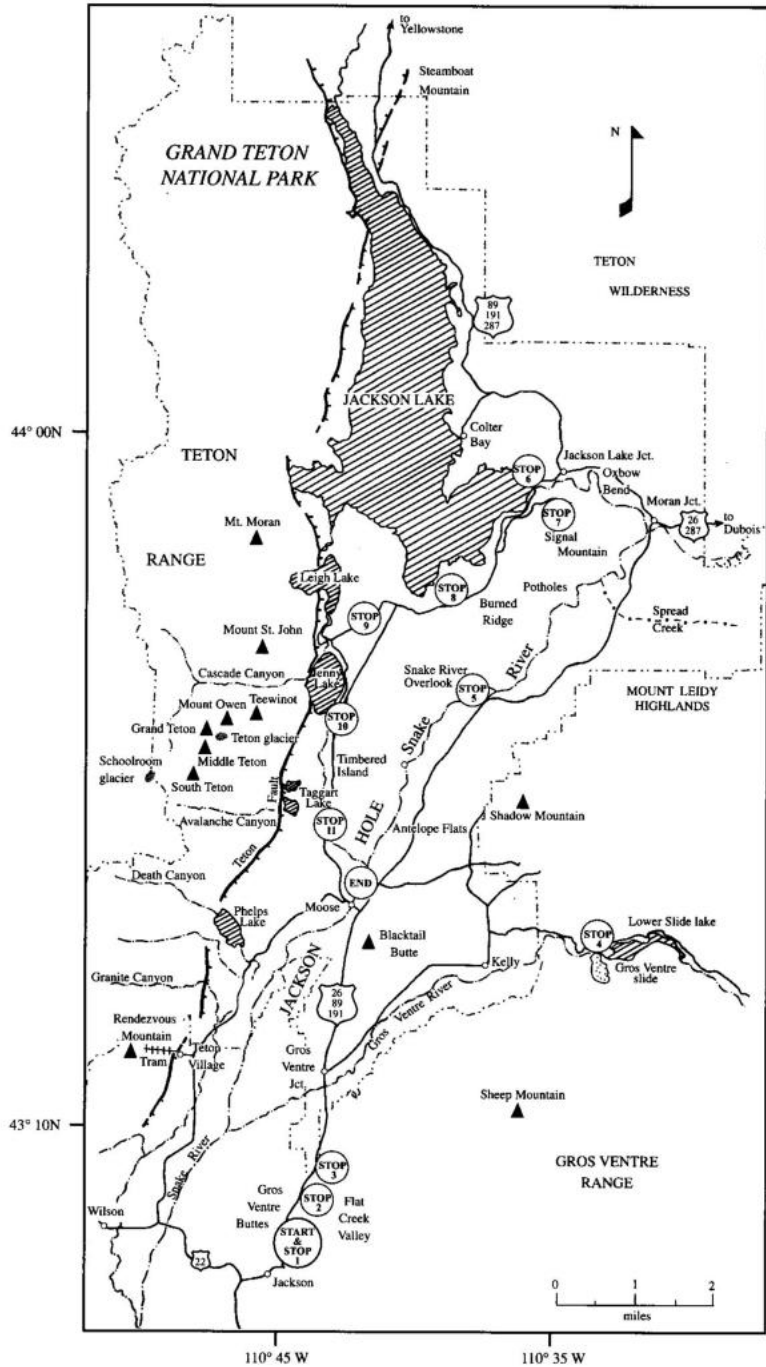 to
Yellowstone
Steamboat
Mountain
GRAND TETON
NATIONAL PARK
N
TETON
WILDERNESS
89
191
287
JACKSON LAKE
44° 00N
Colter
Bay
TETON
STOP
6
Jackson Lake Jct.
Oxbow
Bend
Moran Jct.
to
Dubois
26
287
STOP
7
Signal
Mountain
Mt. Moran
RANGE
Leigh Lake
STOP
8
Potholes
Burned
Ridge
STOP
9
Spread
Creek
Mount St. John
Cascade Canyon
Jenny
Lake
Snake River
Overlook
STOP
5
River
Snake
MOUNT LEIDY
HIGHLANDS
Mount Owen
Teewinot
Grand Teton
Teton glacier
STOP
10
Schoolroom
glacier
Middle Teton
South Teton
Timbered
Island
Fault
Taggart
Lake
Avalanche Canyon
Teton
STOP
11
HOLE
Antelope Flats
Shadow Mountain
Death Canyon
END
Moose
Phelps
Lake
Blacktail
Butte
STOP
4
Lower Slide lake
Gros Ventre
slide
Kelly
JACKSON
Granite Canyon
26
89
191
Gros Ventre River
Rendezvous
Mountain
Tram
Teton
Village
Gros
Ventre
Jct.
Sheep Mountain
43° 10N
Snake River
STOP
3
GROS VENTRE
RANGE
Wilson
Gros
Ventre
Buttes
STOP
2
Flat
Creek
Valley
START
&
STOP
1
22
Jackson
0 1 2
miles
110° 45 W
110° 35 W